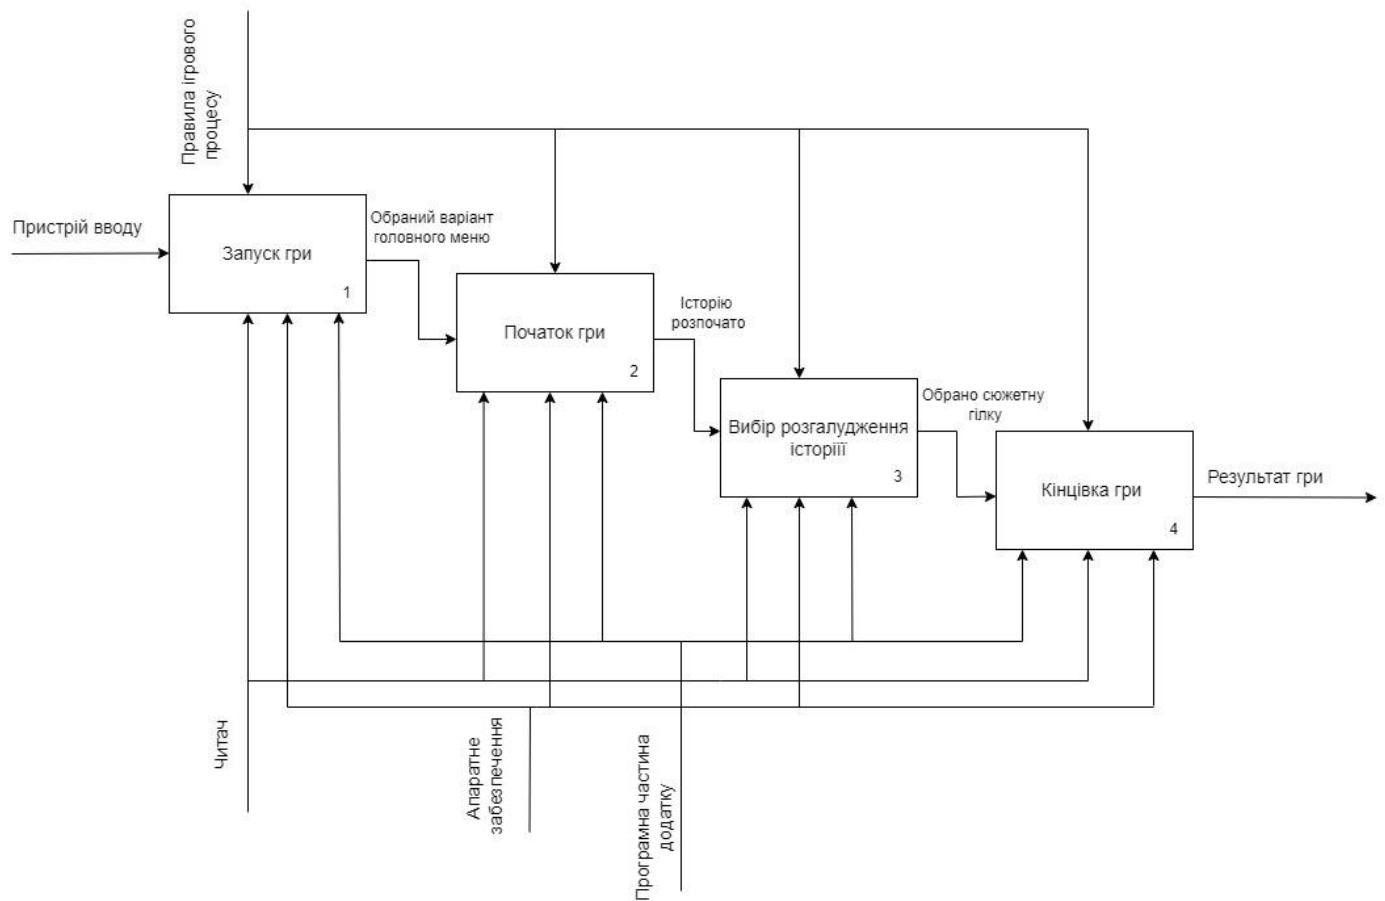 Правила ігрового
процесу
Пристрій вводу
Запуск гри
1
Обраний варіант
головного меню
Початок гри
2
Історію
розпочато
Вибір розгалудження
історіїї
3
Обрано сюжетну
гілку
Кінцівка гри
4
Результат гри
Читач
Апаратне
забезпечення
Програмна частина
додатку